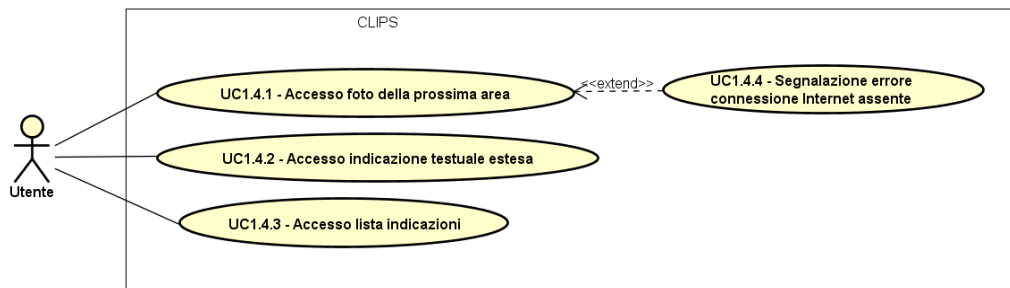 CLIPS
UC1.4.1 - Accesso foto della prossima area
<<extend>>
UC1.4.4 - Segnalazione errore
connessione Internet assente
UC1.4.2 - Accesso indicazione testuale estesa
Utente
UC1.4.3 - Accesso lista indicazioni